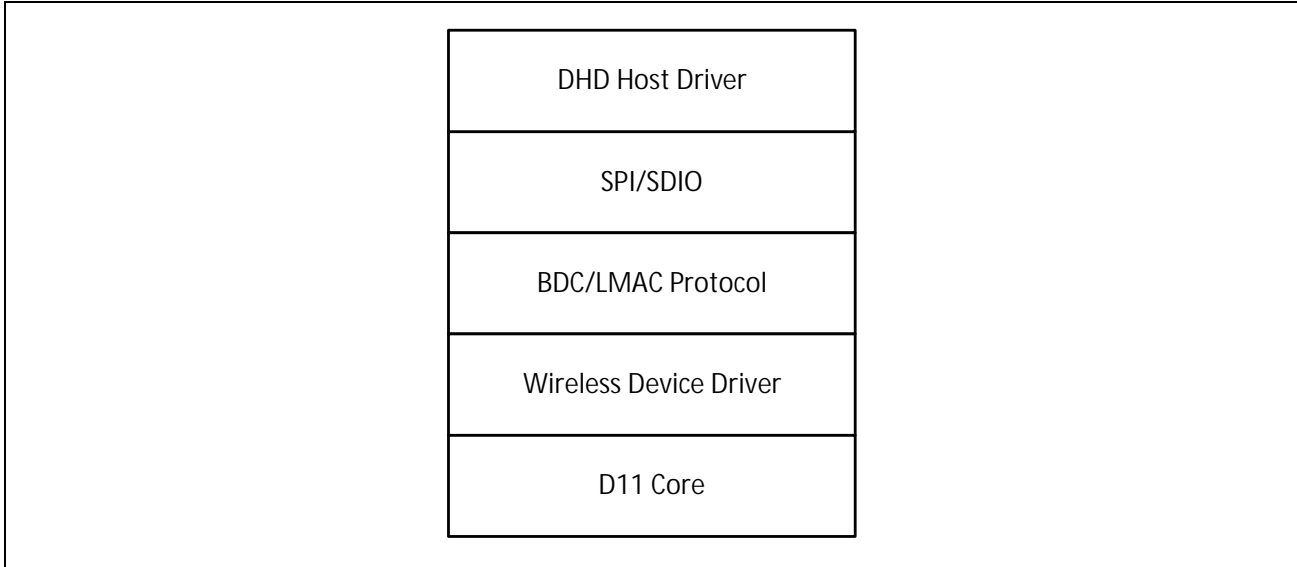 DHD Host Driver
SPI/SDIO
BDC/LMAC Protocol
Wireless Device Driver
D11 Core